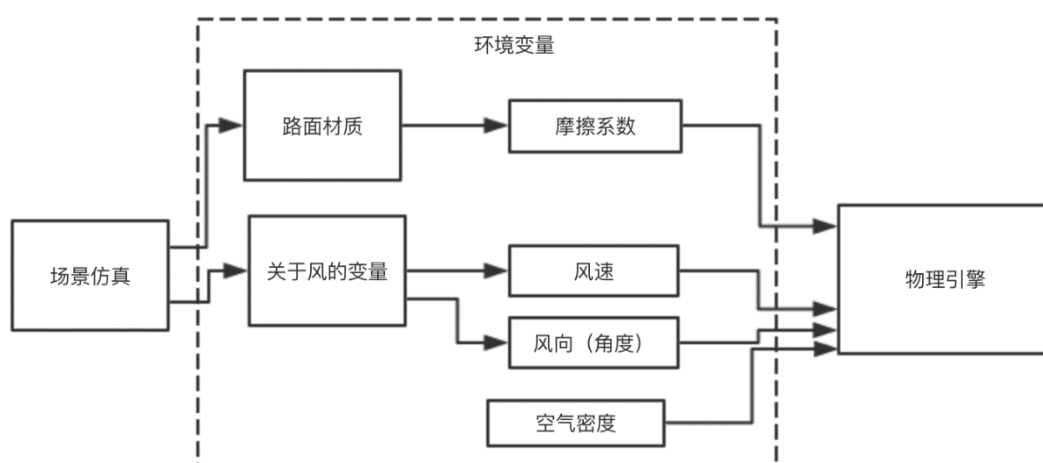 环境变量
路面材质
摩擦系数
场景仿真
关于风的变量
风速
物理引擎
风向（角度）
空气密度